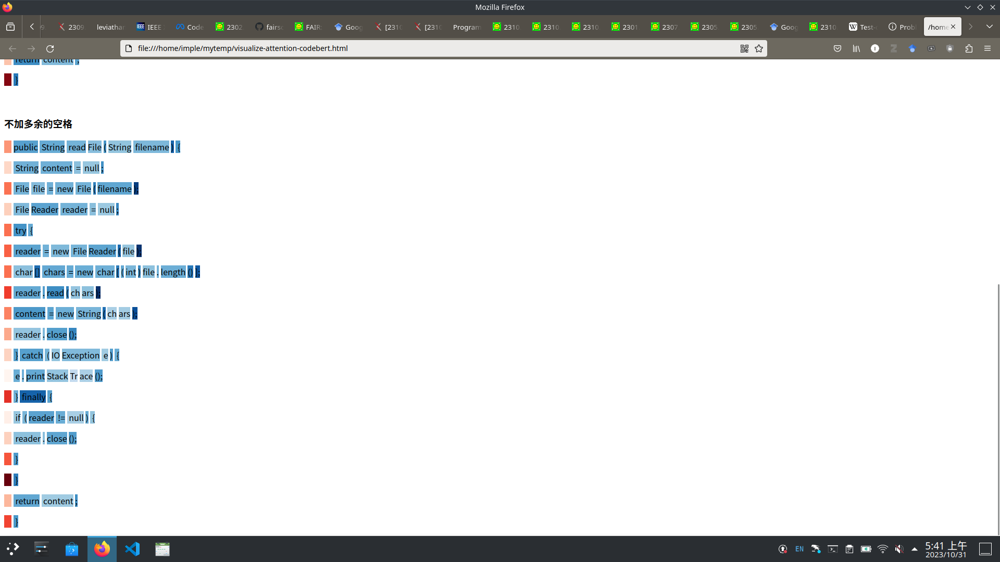 Mozilla Firefox
9 2309 leviathan IEEE Code 2302 fairs FAIR Goog [2310 [2310 Program 2310 2310 2310 2301 2307 2305 2305 Goog 2310 Test- Prob /home
file:///home/imple/mytemp/visualize-attention-codebert.html
return content ;
}
不加多余的空格
public String read File ( String filename ) {
String content = null ;
File file = new File ( filename );
File Reader reader = null ;
try {
reader = new File Reader ( file );
char [] chars = new char [ ( int ) file . length () ];
reader . read ( ch ars );
content = new String ( ch ars );
reader . close ();
} catch ( IO Exception e ) {
e . print Stack Tr ace ();
} finally {
if ( reader != null ) {
reader . close ();
}
}
return content ;
}
EN
5:41 上午
2023/10/31